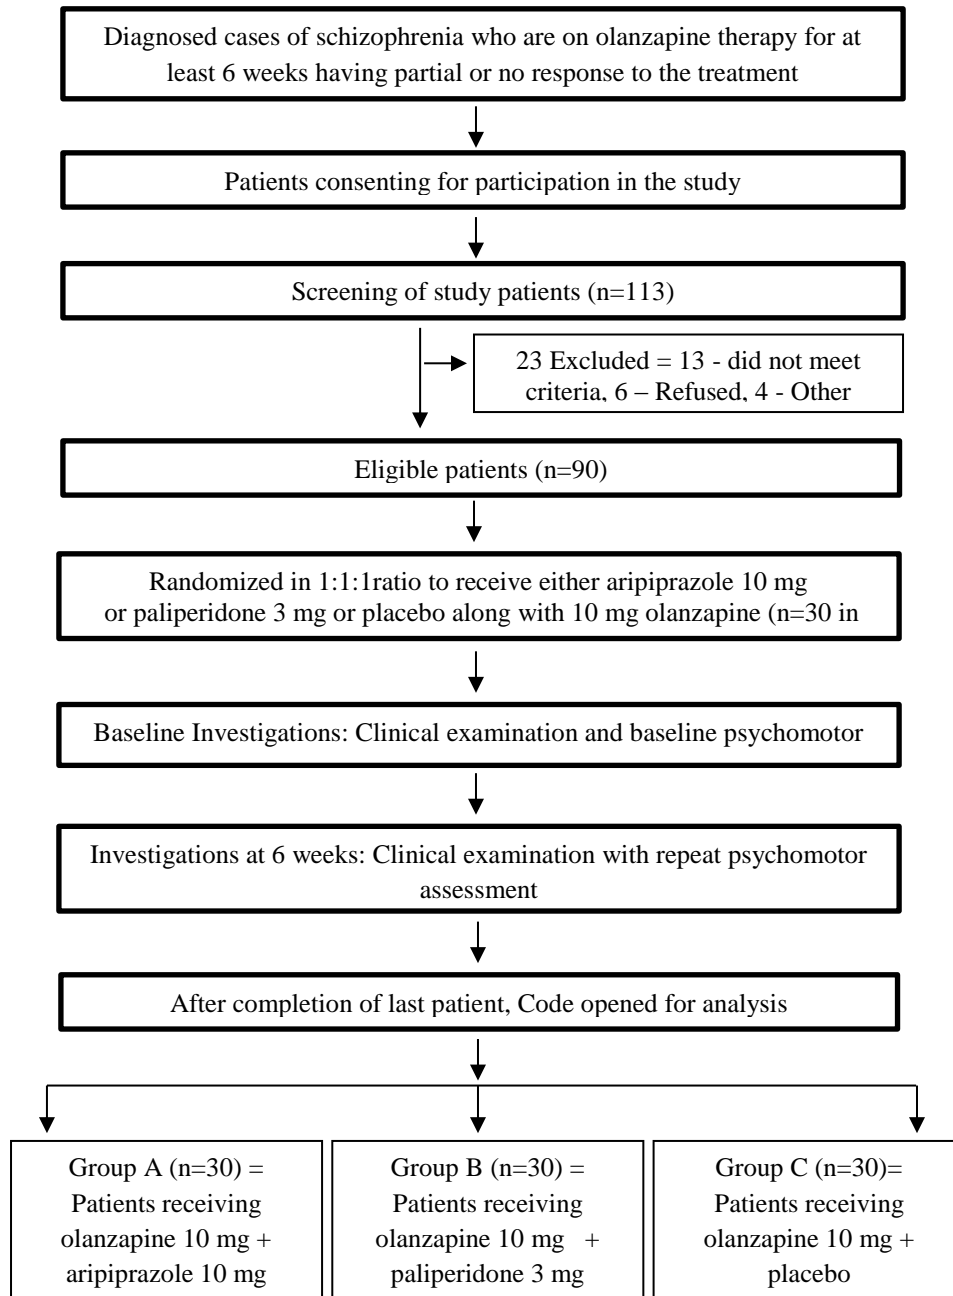 Diagnosed cases of schizophrenia who are on olanzapine therapy for at
least 6 weeks having partial or no response to the treatment
Patients consenting for participation in the study
Screening of study patients (n=113)
23 Excluded = 13 - did not meet
criteria, 6 – Refused, 4 - Other
Eligible patients (n=90)
Randomized in 1:1:1ratio to receive either aripiprazole 10 mg
or paliperidone 3 mg or placebo along with 10 mg olanzapine (n=30 in
Baseline Investigations: Clinical examination and baseline psychomotor
Investigations at 6 weeks: Clinical examination with repeat psychomotor
assessment
After completion of last patient, Code opened for analysis
Group A (n=30) =
Patients receiving
olanzapine 10 mg +
aripiprazole 10 mg
Group B (n=30) =
Patients receiving
olanzapine 10 mg +
paliperidone 3 mg
Group C (n=30)=
Patients receiving
olanzapine 10 mg +
placebo